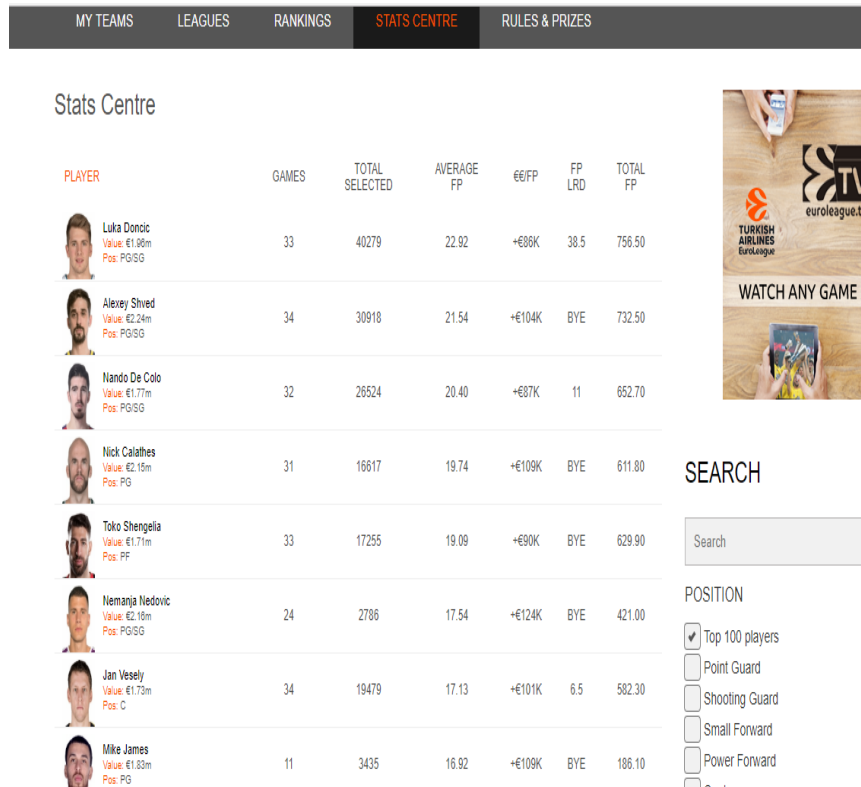 MY TEAMS LEAGUES RANKINGS STATS CENTRE RULES & PRIZES
Stats Centre
PLAYER GAMES TOTAL SELECTED AVERAGE FP €€/FP FP LRD TOTAL FP
Luka Doncic
Value: €1.96m
Pos: PG/SG
33 40279 22.92 +€86K 38.5 756.50
Alexey Shved
Value: €2.24m
Pos: PG/SG
34 30918 21.54 +€104K BYE 732.50
Nando De Colo
Value: €1.77m
Pos: PG/SG
32 26524 20.40 +€87K 11 652.70
Nick Calathes
Value: €2.15m
Pos: PG
31 16617 19.74 +€109K BYE 611.80
Toko Shengelia
Value: €1.71m
Pos: PF
33 17255 19.09 +€90K BYE 629.90
Nemanja Nedovic
Value: €2.16m
Pos: PG/SG
24 2786 17.54 +€124K BYE 421.00
Jan Vesely
Value: €1.73m
Pos: C
34 19479 17.13 +€101K 6.5 582.30
Mike James
Value: €1.83m
Pos: PG
11 3435 16.92 +€109K BYE 186.10
TV
euroleague.t
TURKISH
AIRLINES
EuroLeague
WATCH ANY GAME
SEARCH
Search
POSITION
Top 100 players
Point Guard
Shooting Guard
Small Forward
Power Forward